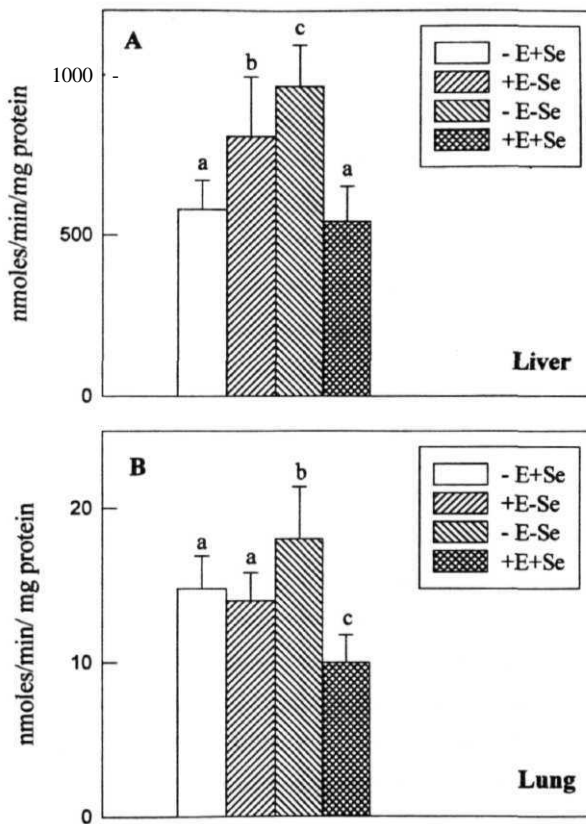 A
c
b
a
a
1000 -
500
0
nmoles/min/mg protein
- E+Se
+E-Se
- E-Se
+E+Se
Liver
B
b
a
a
c
20
10
0
nmoles/min/ mg protein
- E+Se
+E-Se
- E-Se
+E+Se
Lung